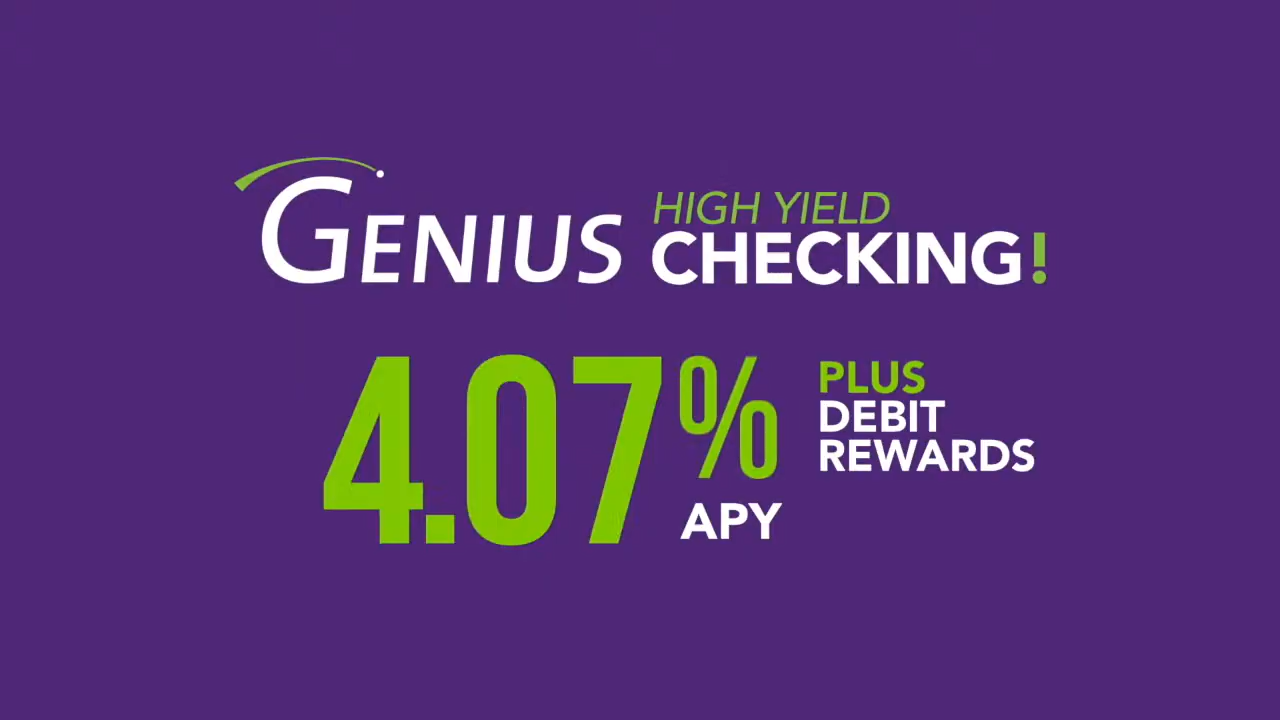 GENIUS HIGH YIELD
CHECKING!
4.07%
APY
PLUS
DEBIT
REWARDS